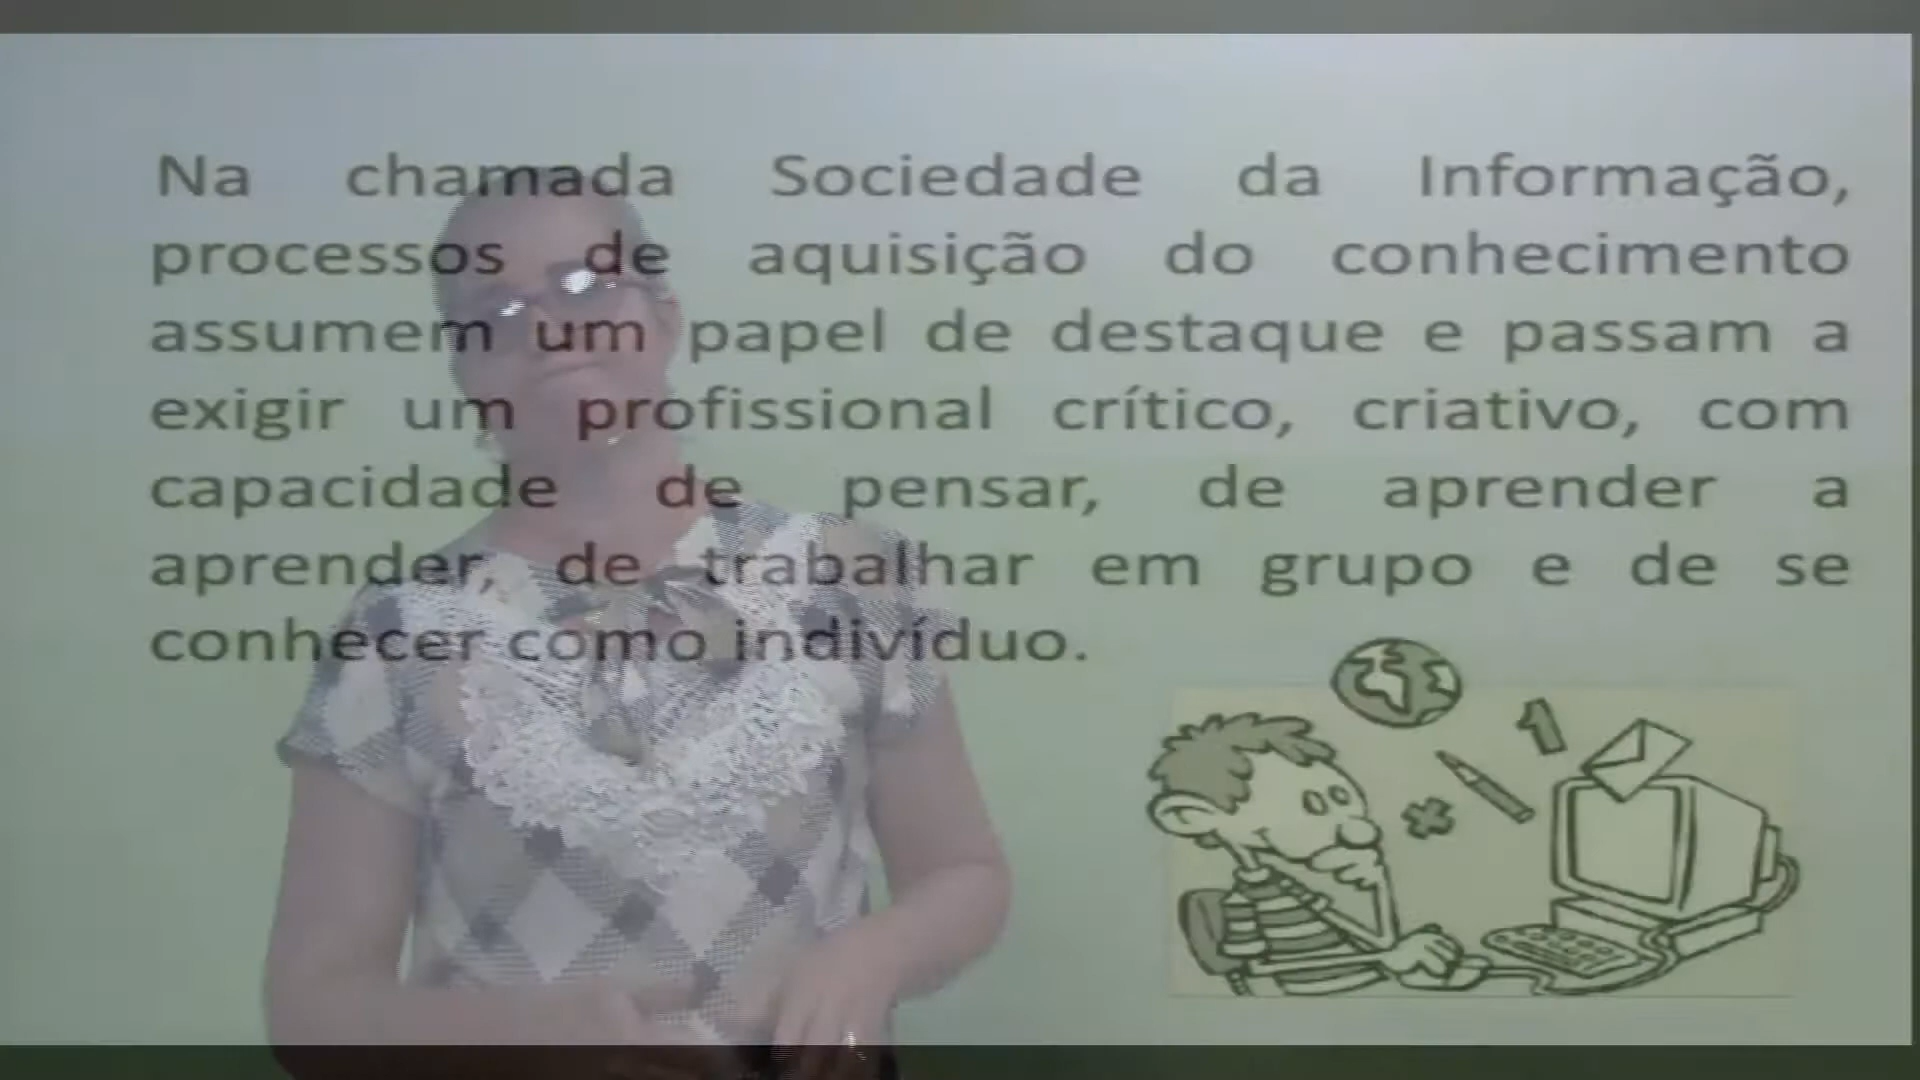 Na chamada Sociedade da Informação,
processos de aquisição do conhecimento
assumem um papel de destaque e passam a
exigir um profissional crítico, criativo, com
capacidade de pensar, de aprender a
aprender de trabalhar em grupo e de se
conhecer como indivíduo.
1